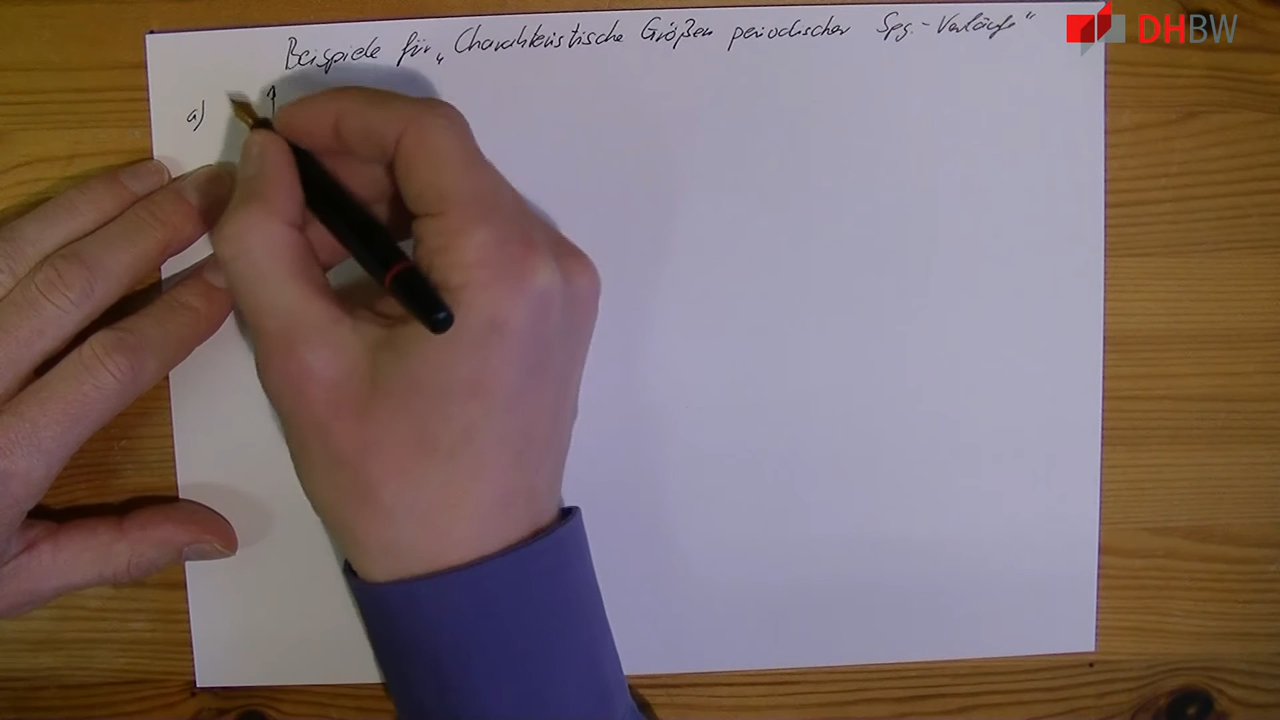 Beispiele für „Charakteristische Größen periodischer Spg.-Verläufe“
DHBW
a)